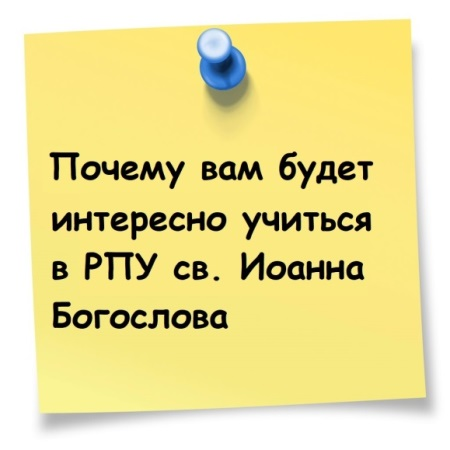 Почему вам будет
интересно учиться
в РПУ св. Иоанна
Богослова